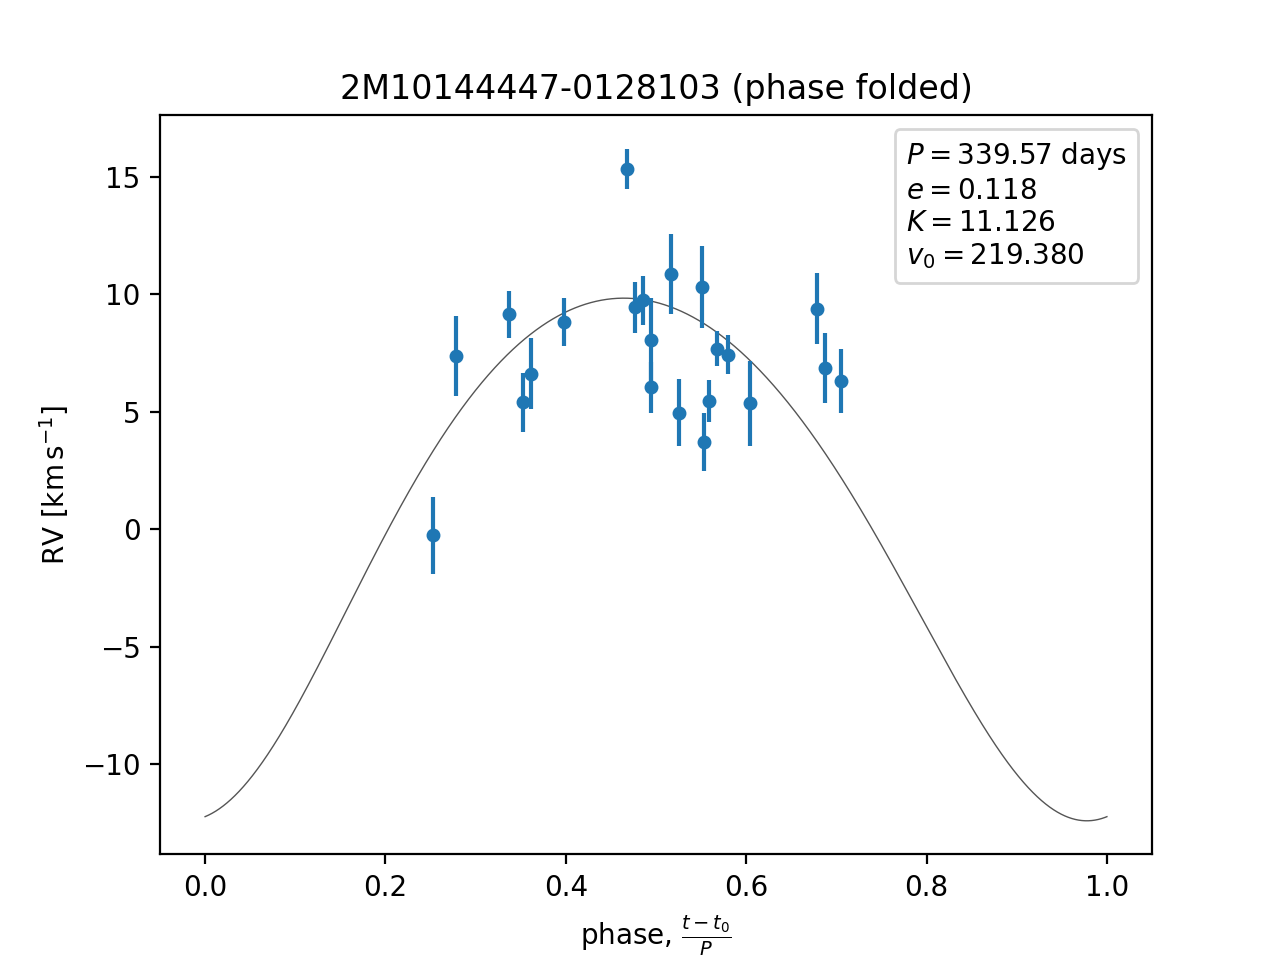 2M10144447-0128103 (phase folded)
P = 339.57 days
e = 0.118
K = 11.126
v₀ = 219.380
15
10
5
0
−5
−10
RV [km s⁻¹]
0.0 0.2 0.4 0.6 0.8 1.0
phase, (t − t₀)/P